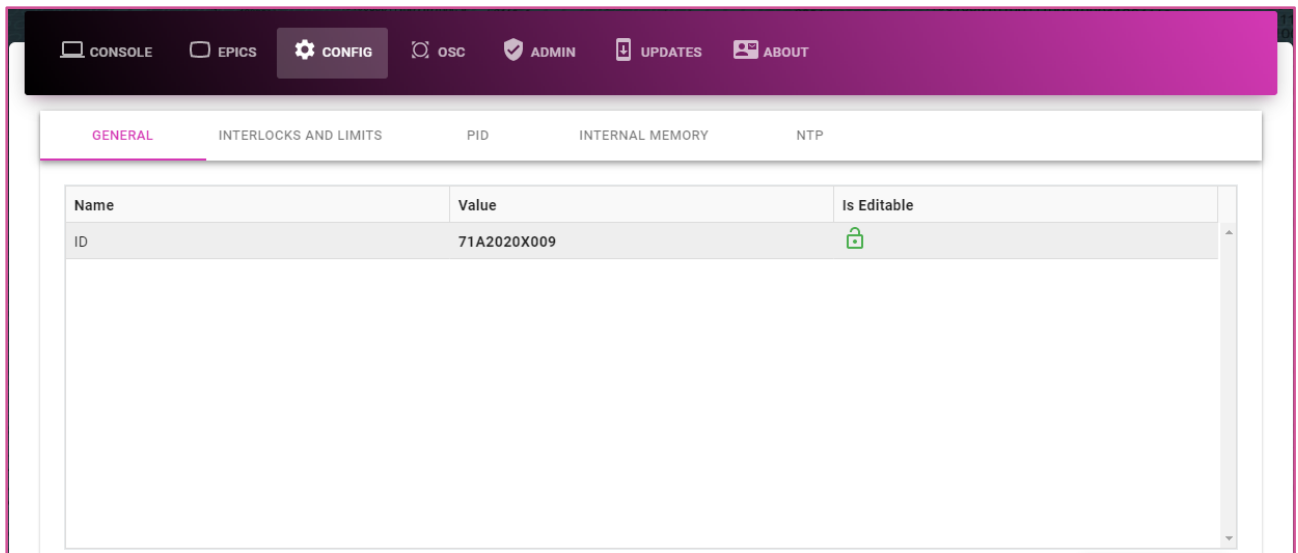 CONSOLE EPICS CONFIG OSC ADMIN UPDATES ABOUT
GENERAL INTERLOCKS AND LIMITS PID INTERNAL MEMORY NTP
Name Value Is Editable
ID 71A2020X009